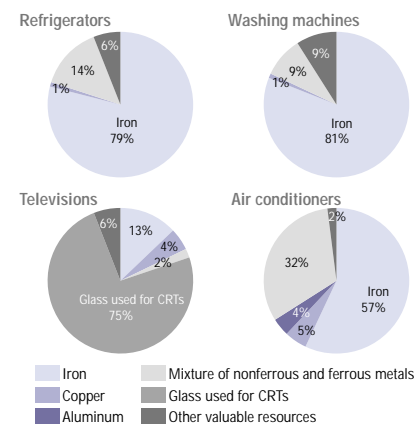 Refrigerators
6%
14%
1%
Iron
79%
Washing machines
9%
9%
1%
Iron
81%
Televisions
6%
13%
4%
2%
Glass used for CRTs
75%
Air conditioners
2%
32%
4%
5%
Iron
57%
Iron
Mixture of nonferrous and ferrous metals
Copper
Glass used for CRTs
Aluminum
Other valuable resources